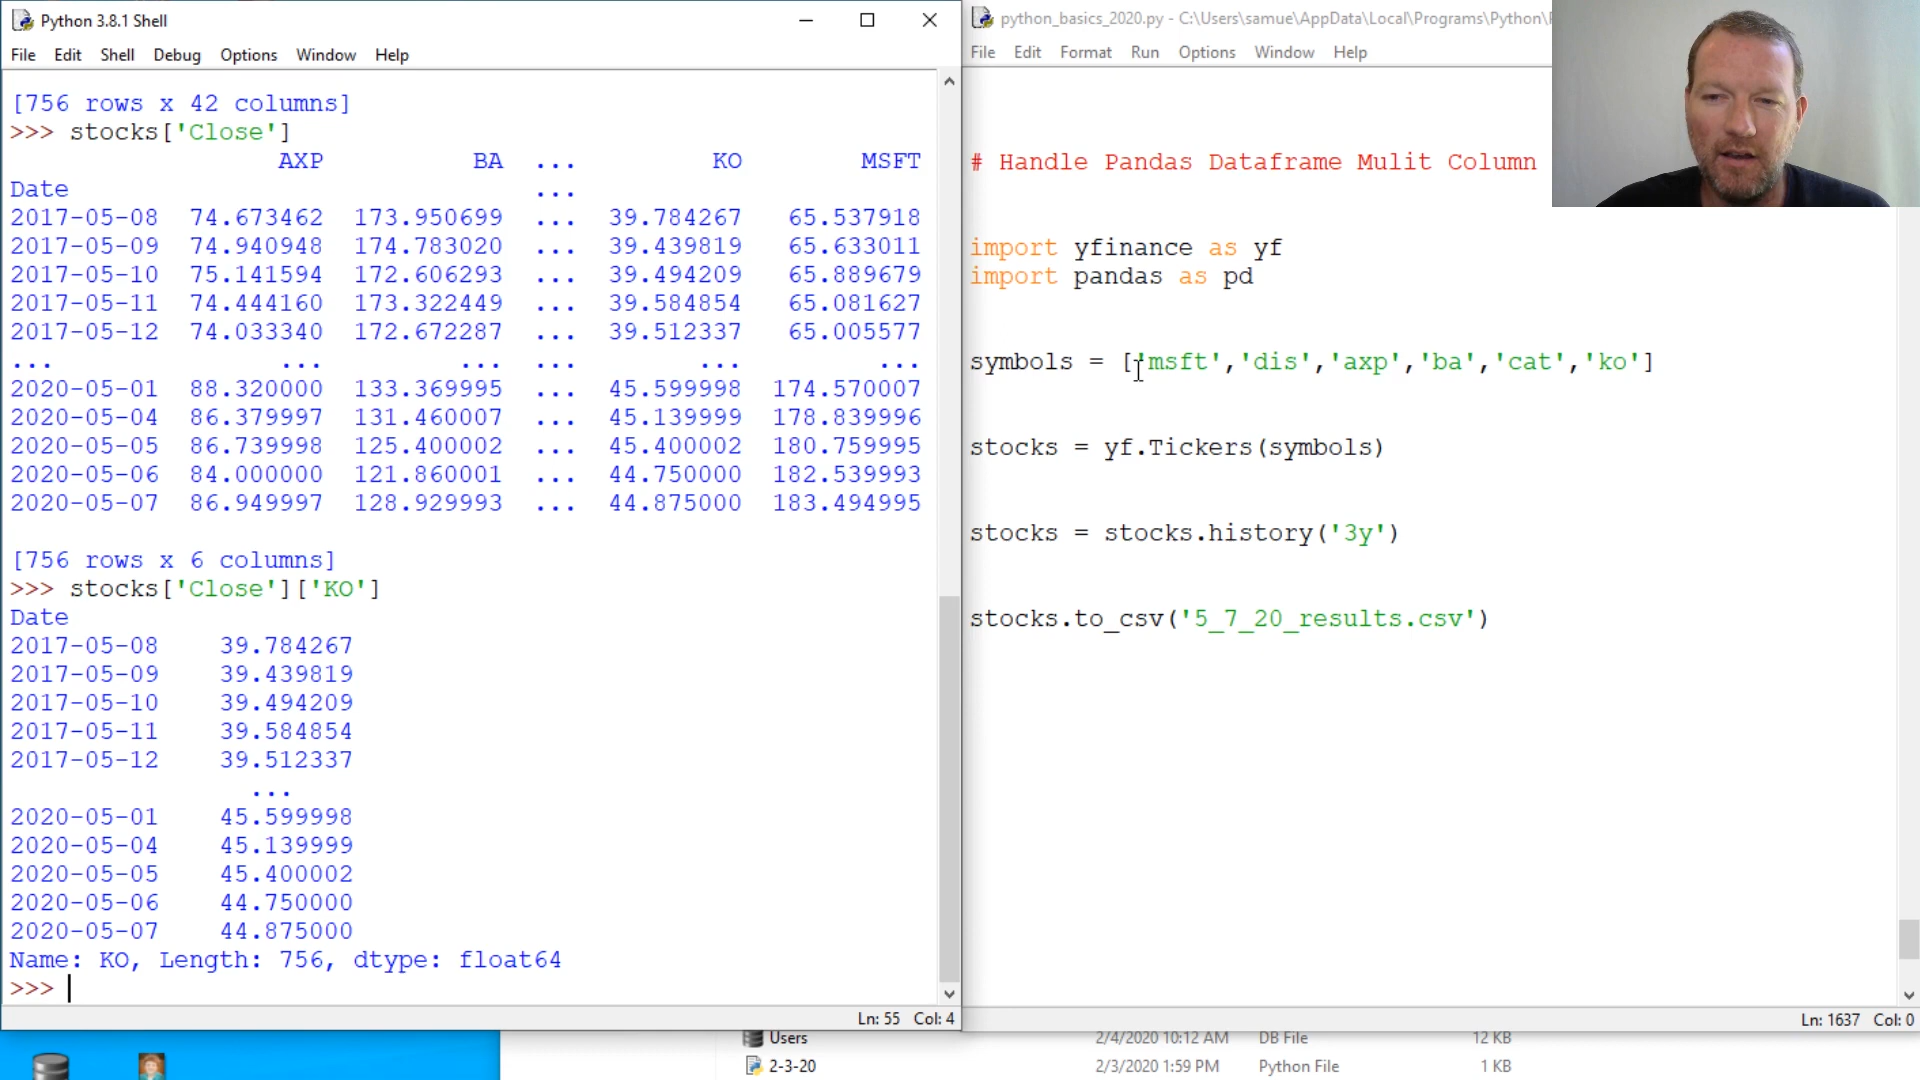 Python 3.8.1 Shell
File Edit Shell Debug Options Window Help
[756 rows x 42 columns]
>>> stocks['Close']
AXP BA ... KO MSFT
Date ...
2017-05-08 74.673462 173.950699 ... 39.784267 65.537918
2017-05-09 74.940948 174.783020 ... 39.439819 65.633011
2017-05-10 75.141594 172.606293 ... 39.494209 65.889679
2017-05-11 74.444160 173.322449 ... 39.584854 65.081627
2017-05-12 74.033340 172.672287 ... 39.512337 65.005577
... ... ... ... ... ...
2020-05-01 88.320000 133.369995 ... 45.599998 174.570007
2020-05-04 86.379997 131.460007 ... 45.139999 178.839996
2020-05-05 86.739998 125.400002 ... 45.400002 180.759995
2020-05-06 84.000000 121.860001 ... 44.750000 182.539993
2020-05-07 86.949997 128.929993 ... 44.875000 183.494995
[756 rows x 6 columns]
>>> stocks['Close']['KO']
Date
2017-05-08 39.784267
2017-05-09 39.439819
2017-05-10 39.494209
2017-05-11 39.584854
2017-05-12 39.512337
...
2020-05-01 45.599998
2020-05-04 45.139999
2020-05-05 45.400002
2020-05-06 44.750000
2020-05-07 44.875000
Name: KO, Length: 756, dtype: float64
>>>
Ln: 55 Col: 4
python_basics_2020.py - C:\Users\samue\AppData\Local\Programs\Python\
File Edit Format Run Options Window Help
# Handle Pandas Dataframe Mulit Column
import yfinance as yf
import pandas as pd
symbols = ['msft','dis','axp','ba','cat','ko']
stocks = yf.Tickers(symbols)
stocks = stocks.history('3y')
stocks.to_csv('5_7_20_results.csv')
Ln: 1637 Col: 0
Users 2/4/2020 10:12 AM DB File 12 KB
2-3-20 2/3/2020 1:59 PM Python File 1 KB